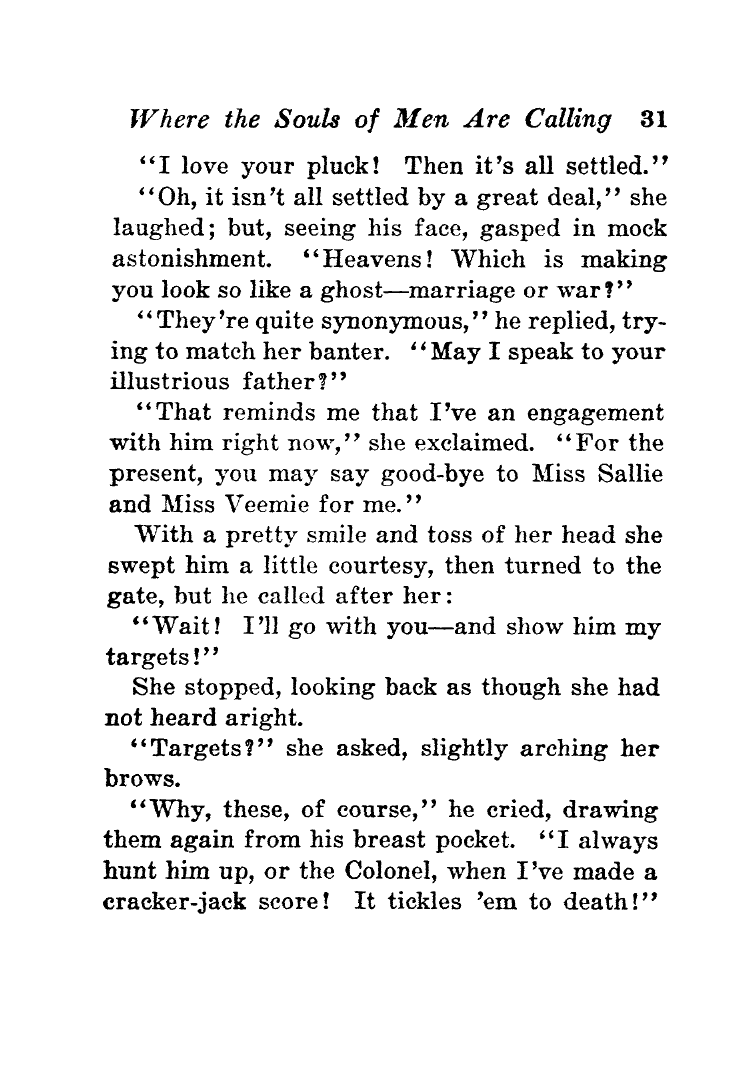 Where the Souls of Men Are Calling 31
“I love your pluck! Then it’s all settled.”
“Oh, it isn’t all settled by a great deal,” she
laughed; but, seeing his face, gasped in mock
astonishment. “Heavens! Which is making
you look so like a ghost—marriage or war?”
“They’re quite synonymous,” he replied, try-
ing to match her banter. “May I speak to your
illustrious father?”
“That reminds me that I’ve an engagement
with him right now,” she exclaimed. “For the
present, you may say good-bye to Miss Sallie
and Miss Veemie for me.”
With a pretty smile and toss of her head she
swept him a little courtesy, then turned to the
gate, but he called after her:
“Wait! I’ll go with you—and show him my
targets!”
She stopped, looking back as though she had
not heard aright.
“Targets?” she asked, slightly arching her
brows.
“Why, these, of course,” he cried, drawing
them again from his breast pocket. “I always
hunt him up, or the Colonel, when I’ve made a
cracker-jack score! It tickles ’em to death!”